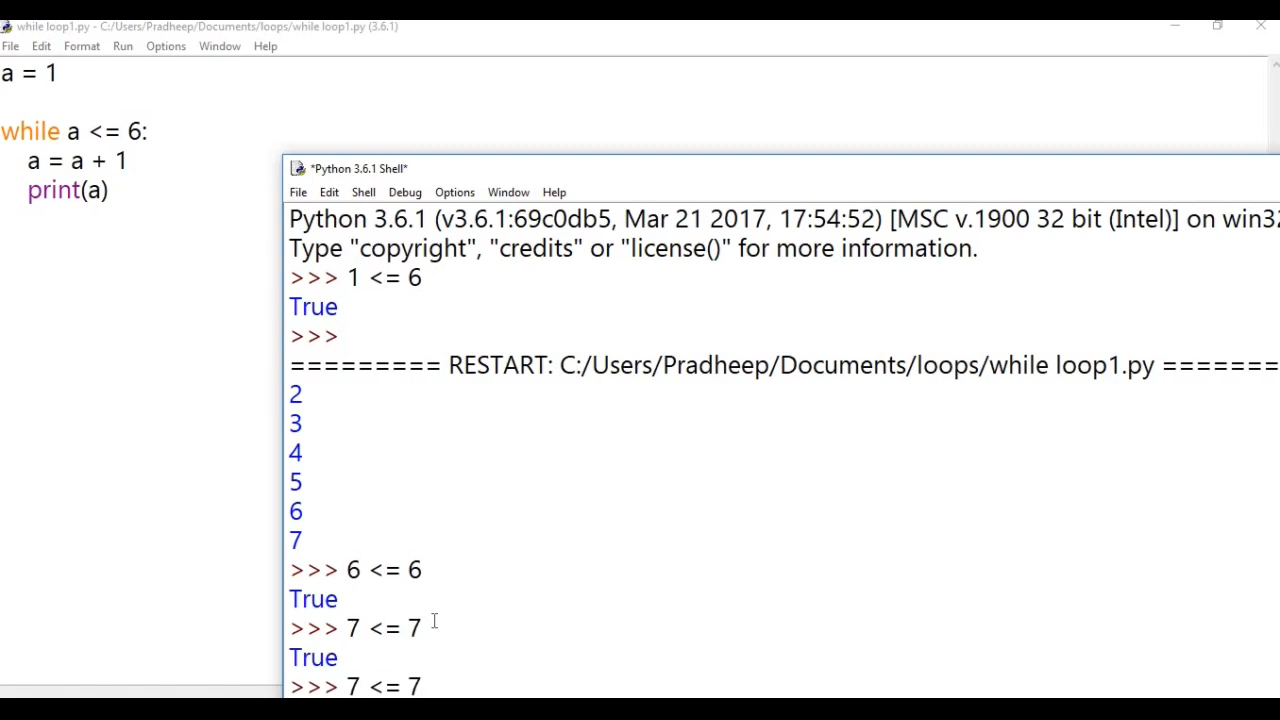 while loop1.py - C:/Users/Pradheep/Documents/loops/while loop1.py (3.6.1)
File Edit Format Run Options Window Help
a = 1
while a <= 6:
    a = a + 1
    print(a)
*Python 3.6.1 Shell*
File Edit Shell Debug Options Window Help
Python 3.6.1 (v3.6.1:69c0db5, Mar 21 2017, 17:54:52) [MSC v.1900 32 bit (Intel)] on win32
Type "copyright", "credits" or "license()" for more information.
>>> 1 <= 6
True
>>>
========= RESTART: C:/Users/Pradheep/Documents/loops/while loop1.py =======
2
3
4
5
6
7
>>> 6 <= 6
True
>>> 7 <= 7
True
>>> 7 <= 7